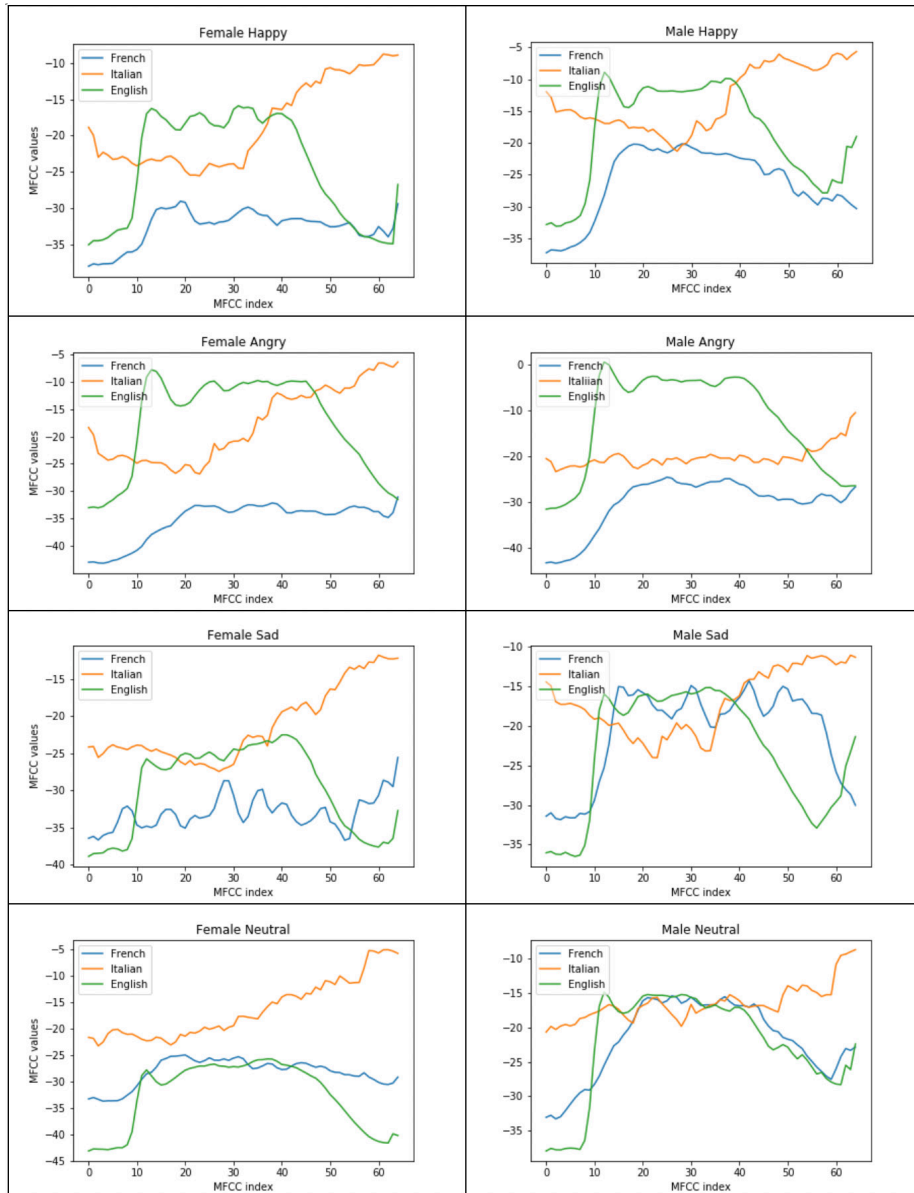 Female Happy
French
Italian
English
MFCC values
−10
−15
−20
−25
−30
−35
0 10 20 30 40 50 60
MFCC index
Male Happy
French
Italian
English
−5
−10
−15
−20
−25
−30
−35
0 10 20 30 40 50 60
MFCC index
Female Angry
French
Italian
English
MFCC values
−5
−10
−15
−20
−25
−30
−35
−40
0 10 20 30 40 50 60
MFCC index
Male Angry
French
Italiian
English
0
−10
−20
−30
−40
0 10 20 30 40 50 60
MFCC index
Female Sad
French
Italian
English
MFCC values
−15
−20
−25
−30
−35
−40
0 10 20 30 40 50 60
MFCC index
Male Sad
French
Italian
English
−10
−15
−20
−25
−30
−35
0 10 20 30 40 50 60
MFCC index
Female Neutral
French
Italian
English
MFCC values
−5
−10
−15
−20
−25
−30
−35
−40
−45
0 10 20 30 40 50 60
MFCC index
Male Neutral
French
Italian
English
−10
−15
−20
−25
−30
−35
0 10 20 30 40 50 60
MFCC index